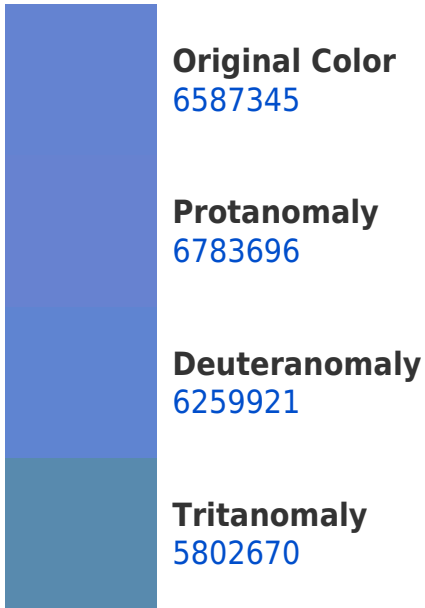 Original Color
6587345
Protanomaly
6783696
Deuteranomaly
6259921
Tritanomaly
5802670